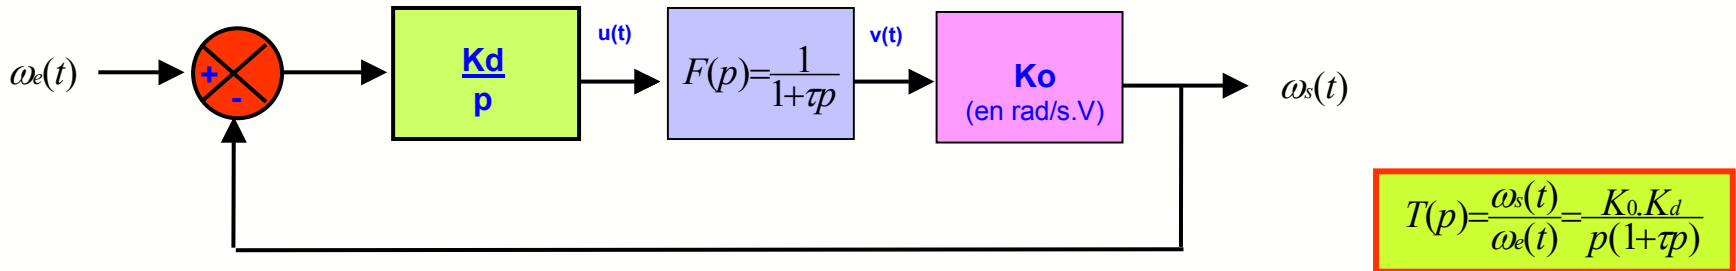 ωe(t)
+
-
Kd
p
u(t)
F(p)=1/(1+τp)
v(t)
Ko
(en rad/s.V)
ωs(t)
T(p)=ωs(t)/ωe(t)=K0.Kd/p(1+τp)